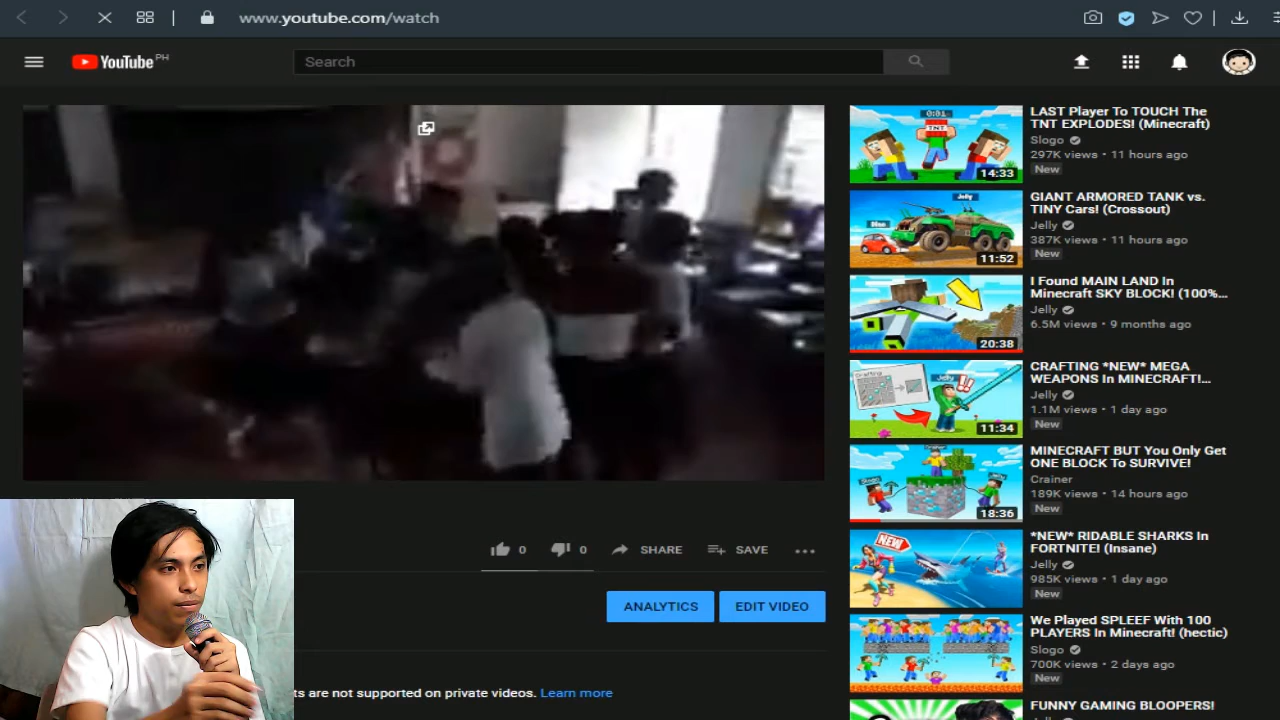 www.youtube.com/watch
YouTube PH
Search
0
0
SHARE
SAVE
ANALYTICS
EDIT VIDEO
ts are not supported on private videos. Learn more
0:01
TNT
14:33
LAST Player To TOUCH The
TNT EXPLODES! (Minecraft)
Slogo
297K views • 11 hours ago
New
Jelly
11:52
GIANT ARMORED TANK vs.
TINY Cars! (Crossout)
Jelly
387K views • 11 hours ago
New
20:38
I Found MAIN LAND In
Minecraft SKY BLOCK! (100%...
Jelly
6.5M views • 9 months ago
Crafting
Jelly
11:34
CRAFTING *NEW* MEGA
WEAPONS In MINECRAFT!...
Jelly
1.1M views • 1 day ago
New
18:36
MINECRAFT BUT You Only Get
ONE BLOCK To SURVIVE!
Crainer
189K views • 14 hours ago
New
NEW
*NEW* RIDABLE SHARKS In
FORTNITE! (Insane)
Jelly
985K views • 1 day ago
New
We Played SPLEEF With 100
PLAYERS In Minecraft! (hectic)
Slogo
700K views • 2 days ago
New
FUNNY GAMING BLOOPERS!